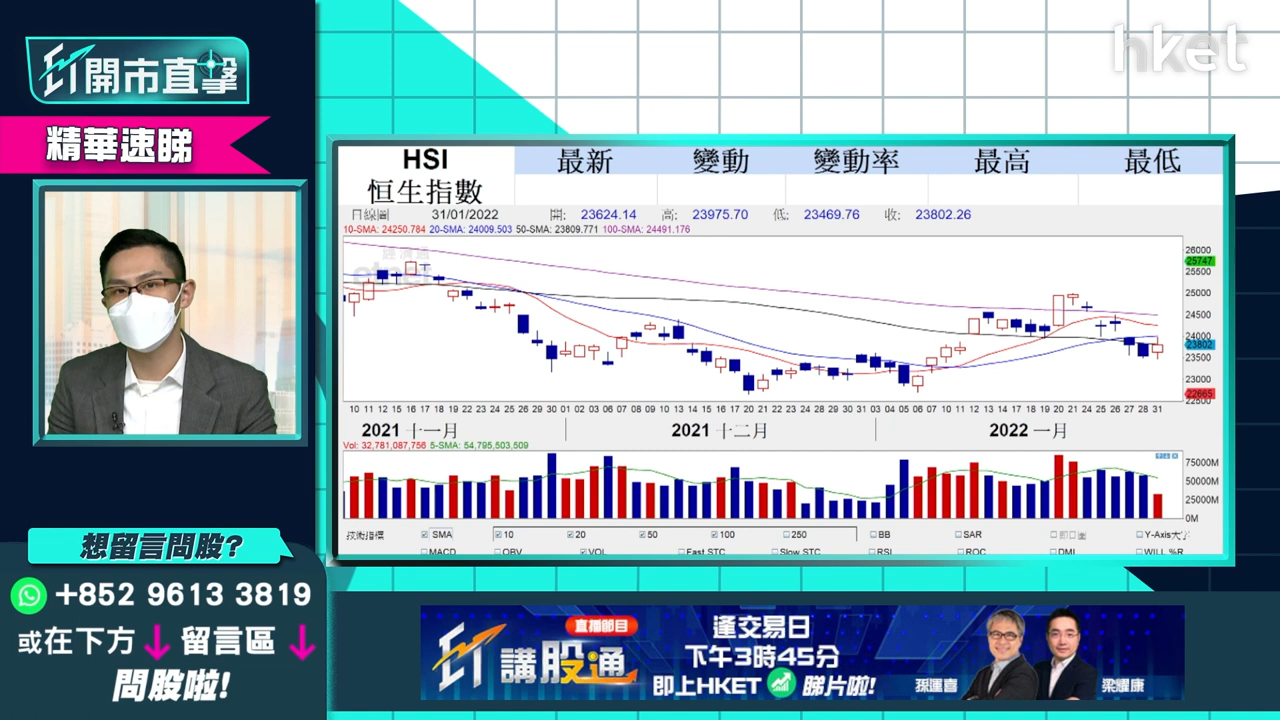 ET開市直擊
精華速睇
hket
HSI
恒生指數
最新 變動 變動率 最高 最低
日線圖 31/01/2022 開: 23624.14 高: 23975.70 低: 23469.76 收: 23802.26
10-SMA: 24250.784 20-SMA: 24009.503 50-SMA: 23809.771 100-SMA: 24491.176
經濟通
etnet
26000
25747
25500
25000
24500
24000
23802
23500
23000
22665
22800
10 11 12 15 16 17 18 19 22 23 24 25 26 29 30 01 02 03 06 07 08 09 10 13 14 15 16 17 20 21 22 23 24 28 29 30 31 03 04 05 06 07 10 11 12 13 14 17 18 19 20 21 24 25 26 27 28 31
2021 十一月 2021 十二月 2022 一月
Vol: 32,781,087,756 5-SMA: 54,795,503,509
75000M
50000M
25000M
0M
技術指標 SMA 10 20 50 100 250 BB SAR Y-Axis大
MACD OBV VOL Fast STC Slow STC RSI ROC DMI WILL %R
想留言問股?
+852 9613 3819
或在下方 留言區
問股啦!
ET講股通
直播節目
逢交易日
下午3時45分
即上HKET 睇片啦!
孫運喜
梁耀康